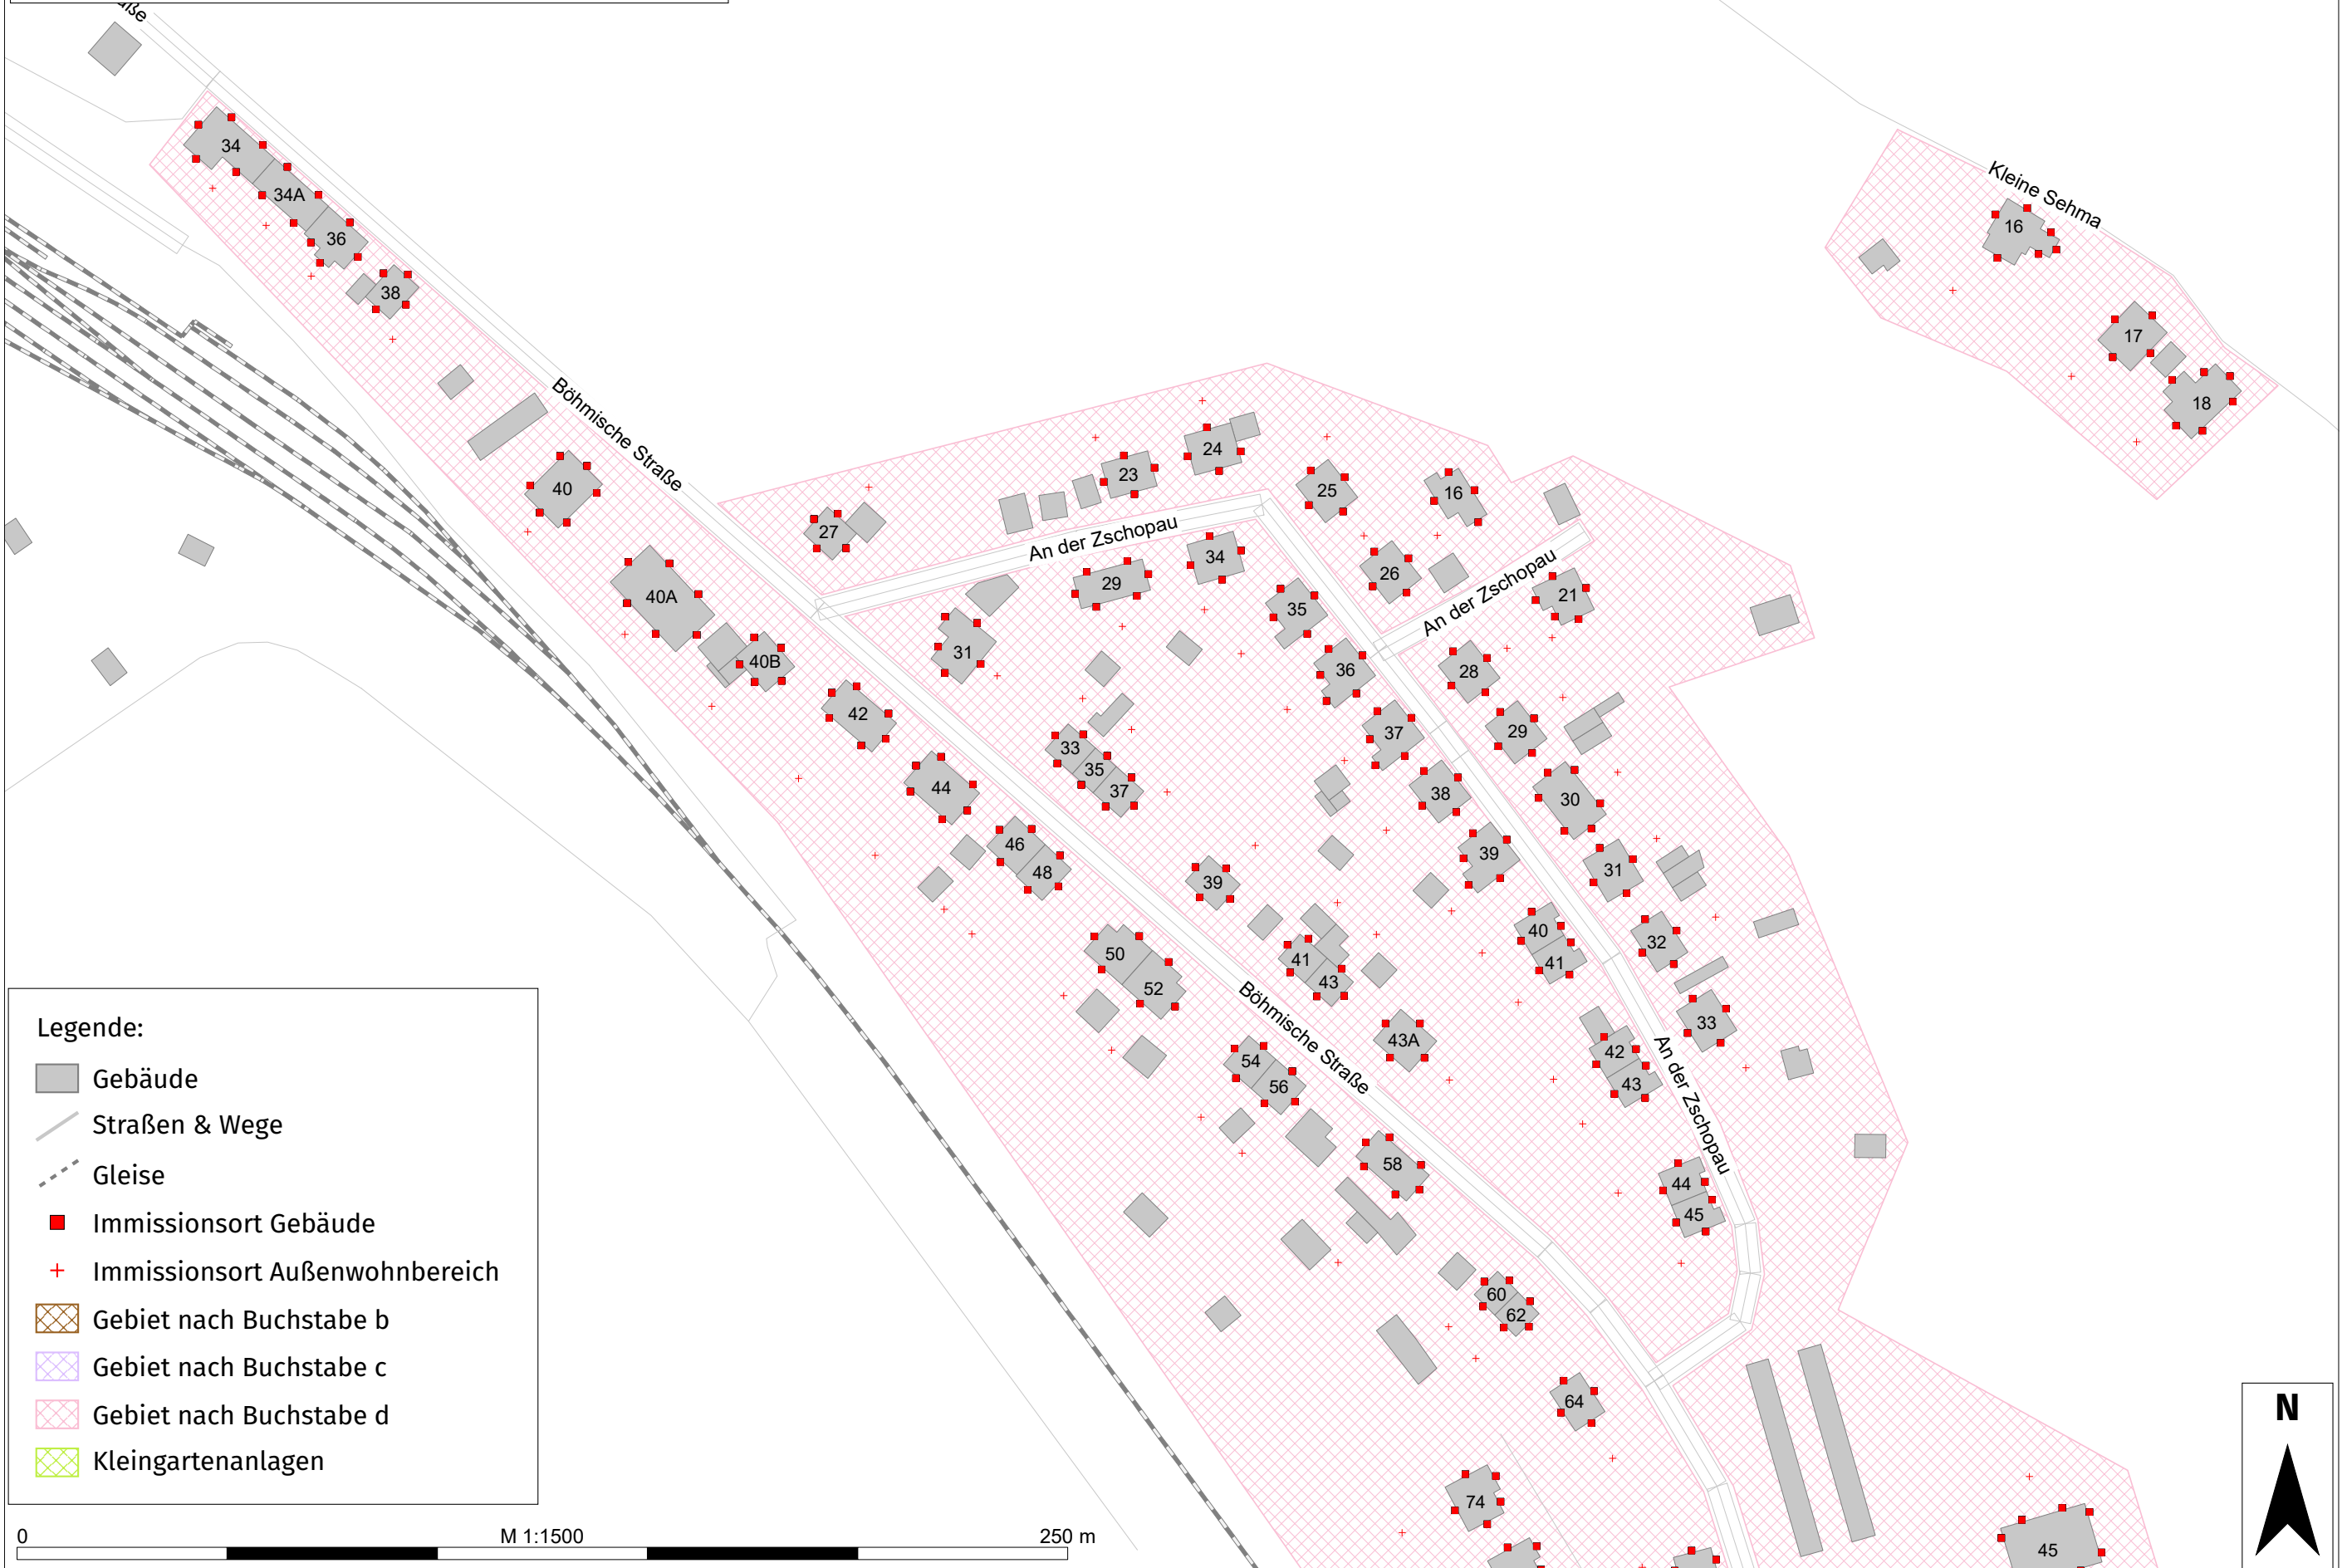 ße
34
34A
36
38
Böhmische Straße
40
40A
40B
42
44
46
48
50
52
54
56
58
60
62
64
74
27
23
24
25
16
An der Zschopau
29
34
31
35
26
An der Zschopau
21
36
28
37
29
33
35
37
38
30
39
31
39
40
41
32
41
43
43A
33
42
43
Böhmische Straße
An der Zschopau
44
45
45
Kleine Sehma
16
17
18
Legende:
Gebäude
Straßen & Wege
Gleise
Immissionsort Gebäude
Immissionsort Außenwohnbereich
Gebiet nach Buchstabe b
Gebiet nach Buchstabe c
Gebiet nach Buchstabe d
Kleingartenanlagen
0 M 1:1500 250 m
N